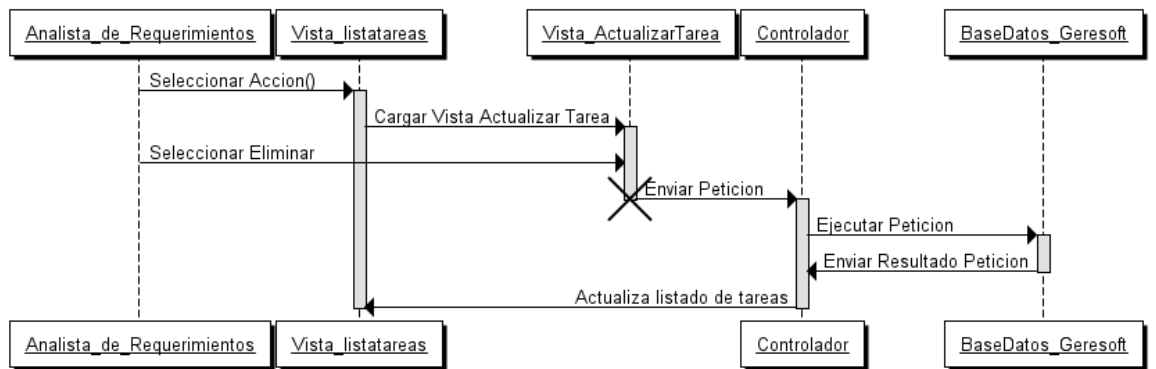 Analista_de_Requerimientos Vista_listatareas Vista_ActualizarTarea Controlador BaseDatos_Geresoft
Seleccionar Accion()
Cargar Vista Actualizar Tarea
Seleccionar Eliminar
Enviar Peticion
Ejecutar Peticion
Enviar Resultado Peticion
Actualiza listado de tareas
Analista_de_Requerimientos Vista_listatareas Controlador BaseDatos_Geresoft